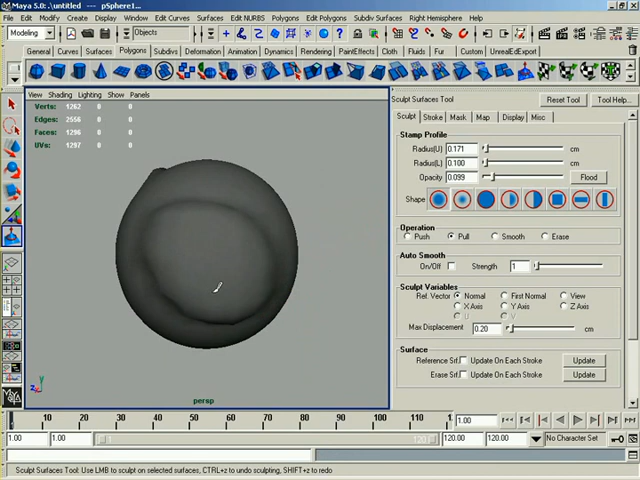 Maya 5.0: .\untitled : pSphere1...
File Edit Modify Create Display Window Edit Curves Surfaces Edit NURBS Polygons Edit Polygons Subdiv Surfaces Right Hemisphere Help
Modeling Objects
General Curves Surfaces Polygons Subdivs Deformation Animation Dynamics Rendering PaintEffects Cloth Fluids Fur Custom UnrealEdExport
View Shading Lighting Show Panels
Verts: 1262 0 0
Edges: 2556 0 0
Faces: 1296 0 0
UVs: 1297 0 0
y
z x
persp
Sculpt Surfaces Tool Reset Tool Tool Help...
Sculpt Stroke Mask Map Display Misc
Stamp Profile
Radius(U) 0.171 cm
Radius(L) 0.100 cm
Opacity 0.099 Flood
Shape
Operation
Push Pull Smooth Erase
Auto Smooth
On/Off Strength 1
Sculpt Variables
Ref. Vector Normal First Normal View
X Axis Y Axis Z Axis
U V
Max Displacement 0.20 cm
Surface
Reference Srf. Update On Each Stroke Update
Erase Srf. Update On Each Stroke Update
10 20 30 40 50 60 70 80 90 100 110 1.00
1.00 1.00 120.00 120.00 No Character Set
Sculpt Surfaces Tool: Use LMB to sculpt on selected surfaces, CTRL+z to undo sculpting, SHIFT+z to redo